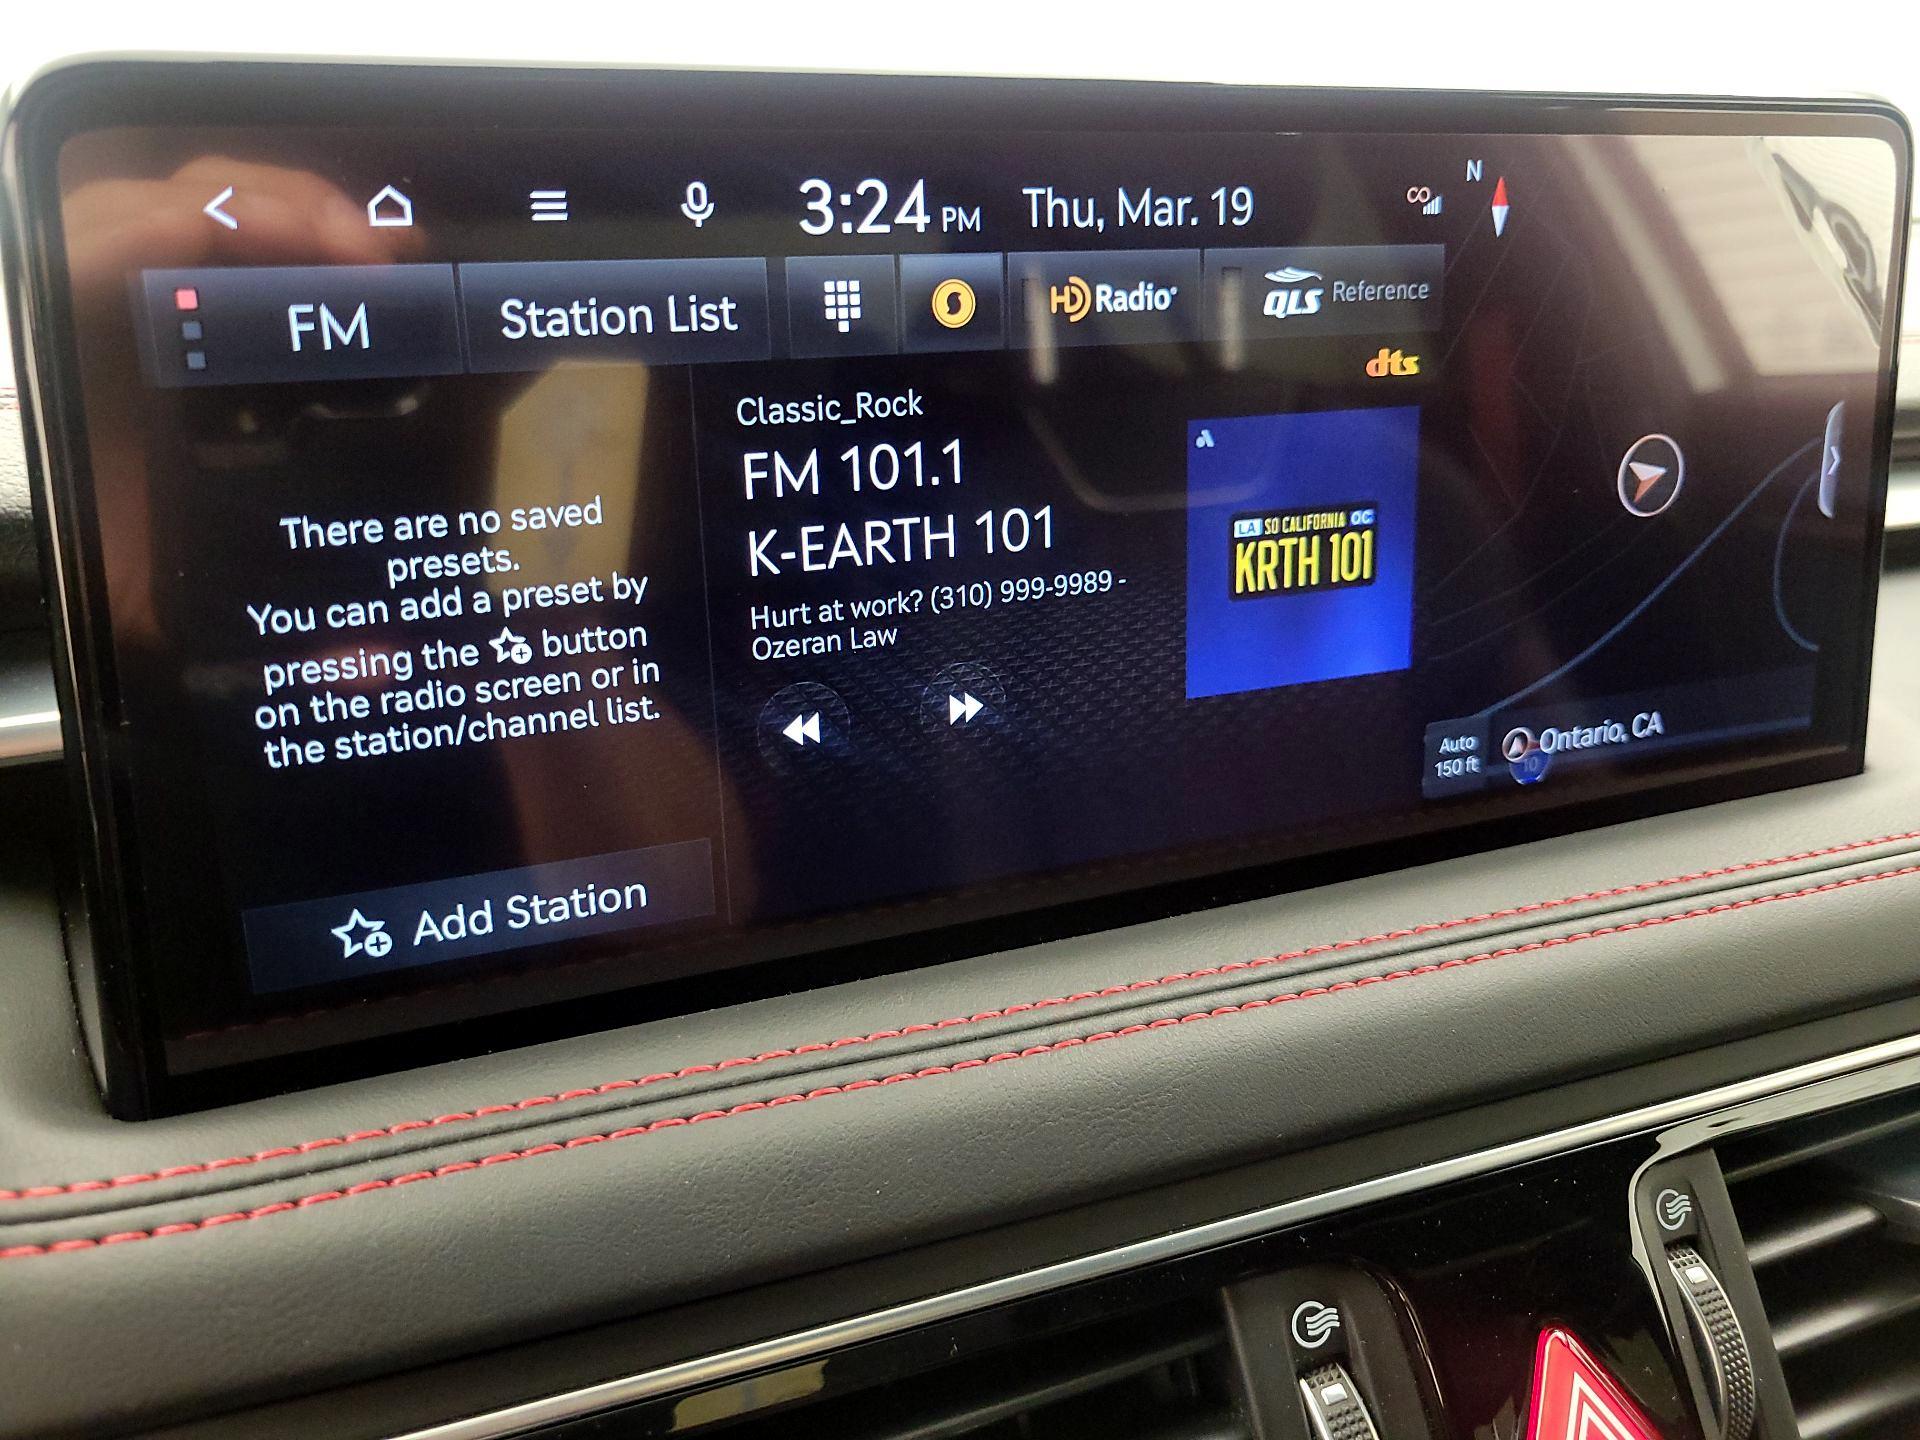 3:24 PM Thu, Mar. 19
N
FM
Station List
HD Radio
QLS Reference
dts
There are no saved
presets.
You can add a preset by
pressing the button
on the radio screen or in
the station/channel list.
Add Station
Classic_Rock
FM 101.1
K-EARTH 101
Hurt at work? (310) 999-9989 -
Ozeran Law
LA SO CALIFORNIA OC
KRTH 101
Auto
150 ft
Ontario, CA
10